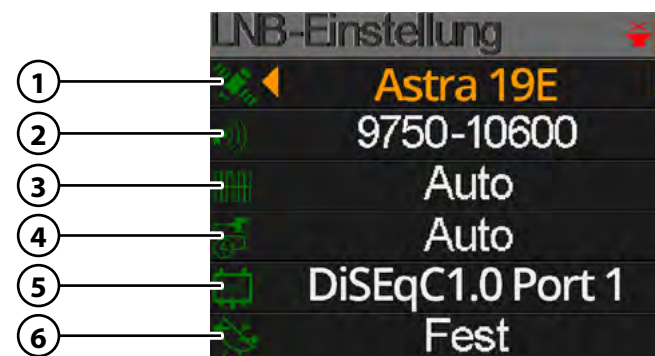 LNB-Einstellung
1 Astra 19E
2 9750-10600
3 Auto
4 Auto
5 DiSEqC1.0 Port 1
6 Fest